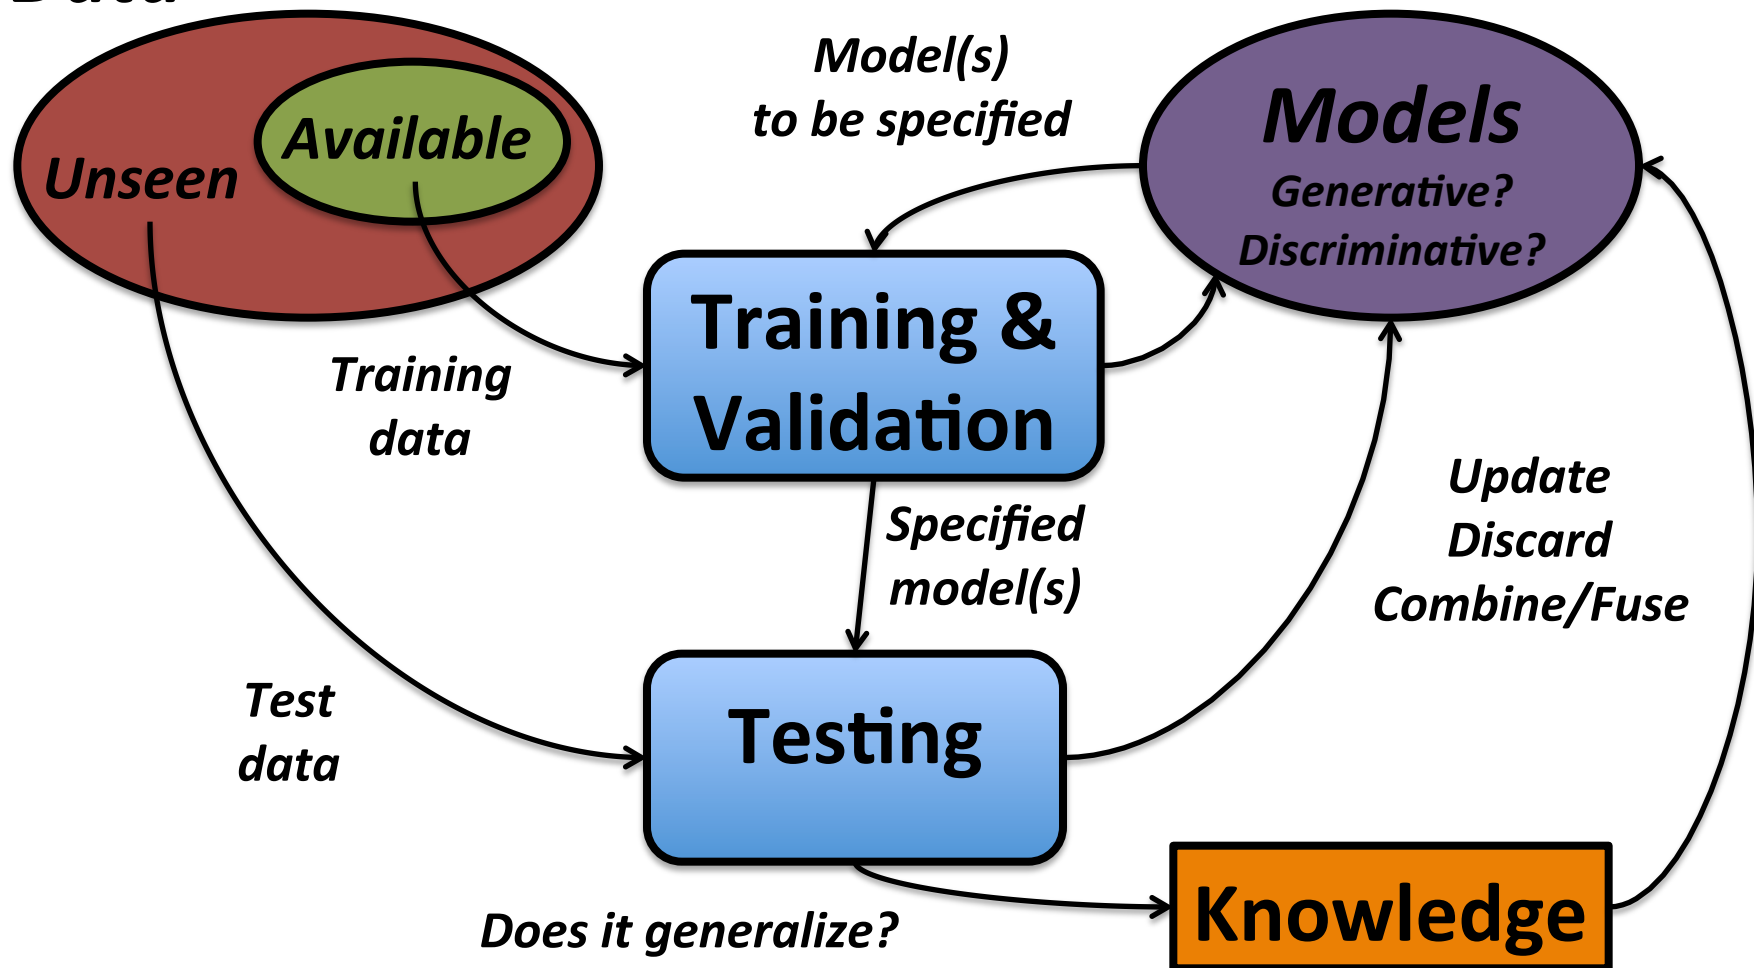 Data
Unseen
Available
Model(s)
to be specified
Models
Generative?
Discriminative?
Training &
Validation
Training
data
Specified
model(s)
Update
Discard
Combine/Fuse
Test
data
Testing
Does it generalize?
Knowledge